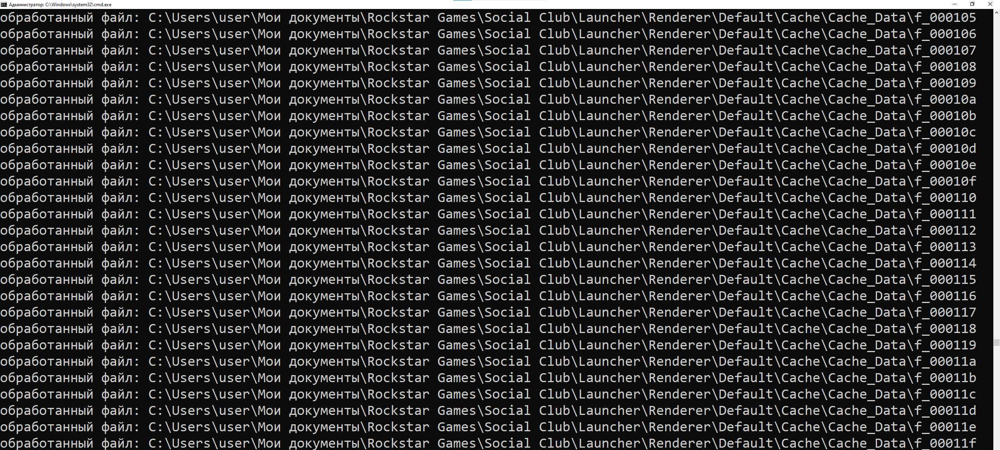 Администратор: C:\Windows\system32\cmd.exe
обработанный файл: C:\Users\user\Мои документы\Rockstar Games\Social Club\Launcher\Renderer\Default\Cache\Cache_Data\f_000105
обработанный файл: C:\Users\user\Мои документы\Rockstar Games\Social Club\Launcher\Renderer\Default\Cache\Cache_Data\f_000106
обработанный файл: C:\Users\user\Мои документы\Rockstar Games\Social Club\Launcher\Renderer\Default\Cache\Cache_Data\f_000107
обработанный файл: C:\Users\user\Мои документы\Rockstar Games\Social Club\Launcher\Renderer\Default\Cache\Cache_Data\f_000108
обработанный файл: C:\Users\user\Мои документы\Rockstar Games\Social Club\Launcher\Renderer\Default\Cache\Cache_Data\f_000109
обработанный файл: C:\Users\user\Мои документы\Rockstar Games\Social Club\Launcher\Renderer\Default\Cache\Cache_Data\f_00010a
обработанный файл: C:\Users\user\Мои документы\Rockstar Games\Social Club\Launcher\Renderer\Default\Cache\Cache_Data\f_00010b
обработанный файл: C:\Users\user\Мои документы\Rockstar Games\Social Club\Launcher\Renderer\Default\Cache\Cache_Data\f_00010c
обработанный файл: C:\Users\user\Мои документы\Rockstar Games\Social Club\Launcher\Renderer\Default\Cache\Cache_Data\f_00010d
обработанный файл: C:\Users\user\Мои документы\Rockstar Games\Social Club\Launcher\Renderer\Default\Cache\Cache_Data\f_00010e
обработанный файл: C:\Users\user\Мои документы\Rockstar Games\Social Club\Launcher\Renderer\Default\Cache\Cache_Data\f_00010f
обработанный файл: C:\Users\user\Мои документы\Rockstar Games\Social Club\Launcher\Renderer\Default\Cache\Cache_Data\f_000110
обработанный файл: C:\Users\user\Мои документы\Rockstar Games\Social Club\Launcher\Renderer\Default\Cache\Cache_Data\f_000111
обработанный файл: C:\Users\user\Мои документы\Rockstar Games\Social Club\Launcher\Renderer\Default\Cache\Cache_Data\f_000112
обработанный файл: C:\Users\user\Мои документы\Rockstar Games\Social Club\Launcher\Renderer\Default\Cache\Cache_Data\f_000113
обработанный файл: C:\Users\user\Мои документы\Rockstar Games\Social Club\Launcher\Renderer\Default\Cache\Cache_Data\f_000114
обработанный файл: C:\Users\user\Мои документы\Rockstar Games\Social Club\Launcher\Renderer\Default\Cache\Cache_Data\f_000115
обработанный файл: C:\Users\user\Мои документы\Rockstar Games\Social Club\Launcher\Renderer\Default\Cache\Cache_Data\f_000116
обработанный файл: C:\Users\user\Мои документы\Rockstar Games\Social Club\Launcher\Renderer\Default\Cache\Cache_Data\f_000117
обработанный файл: C:\Users\user\Мои документы\Rockstar Games\Social Club\Launcher\Renderer\Default\Cache\Cache_Data\f_000118
обработанный файл: C:\Users\user\Мои документы\Rockstar Games\Social Club\Launcher\Renderer\Default\Cache\Cache_Data\f_000119
обработанный файл: C:\Users\user\Мои документы\Rockstar Games\Social Club\Launcher\Renderer\Default\Cache\Cache_Data\f_00011a
обработанный файл: C:\Users\user\Мои документы\Rockstar Games\Social Club\Launcher\Renderer\Default\Cache\Cache_Data\f_00011b
обработанный файл: C:\Users\user\Мои документы\Rockstar Games\Social Club\Launcher\Renderer\Default\Cache\Cache_Data\f_00011c
обработанный файл: C:\Users\user\Мои документы\Rockstar Games\Social Club\Launcher\Renderer\Default\Cache\Cache_Data\f_00011d
обработанный файл: C:\Users\user\Мои документы\Rockstar Games\Social Club\Launcher\Renderer\Default\Cache\Cache_Data\f_00011e
обработанный файл: C:\Users\user\Мои документы\Rockstar Games\Social Club\Launcher\Renderer\Default\Cache\Cache_Data\f_00011f